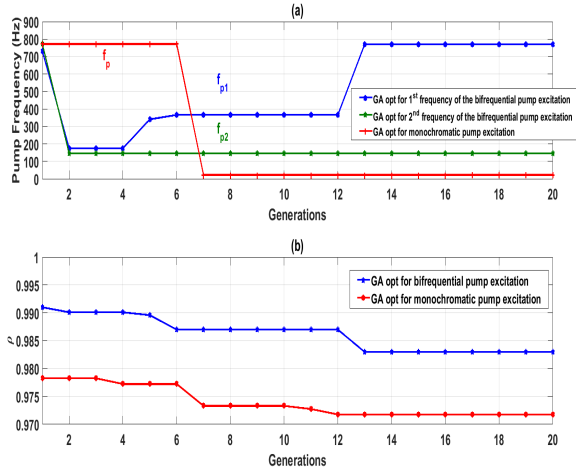 (a)
Pump Frequency (Hz)
900
800
700
600
500
400
300
200
100
0
fp
fp1
fp2
GA opt for 1st frequency of the bifrequential pump excitation
GA opt for 2nd frequency of the bifrequential pump excitation
GA opt for monochromatic pump excitation
2 4 6 8 10 12 14 16 18 20
Generations
(b)
ρ
1
0.995
0.990
0.985
0.980
0.975
0.970
GA opt for bifrequential pump excitation
GA opt for monochromatic pump excitation
2 4 6 8 10 12 14 16 18 20
Generations